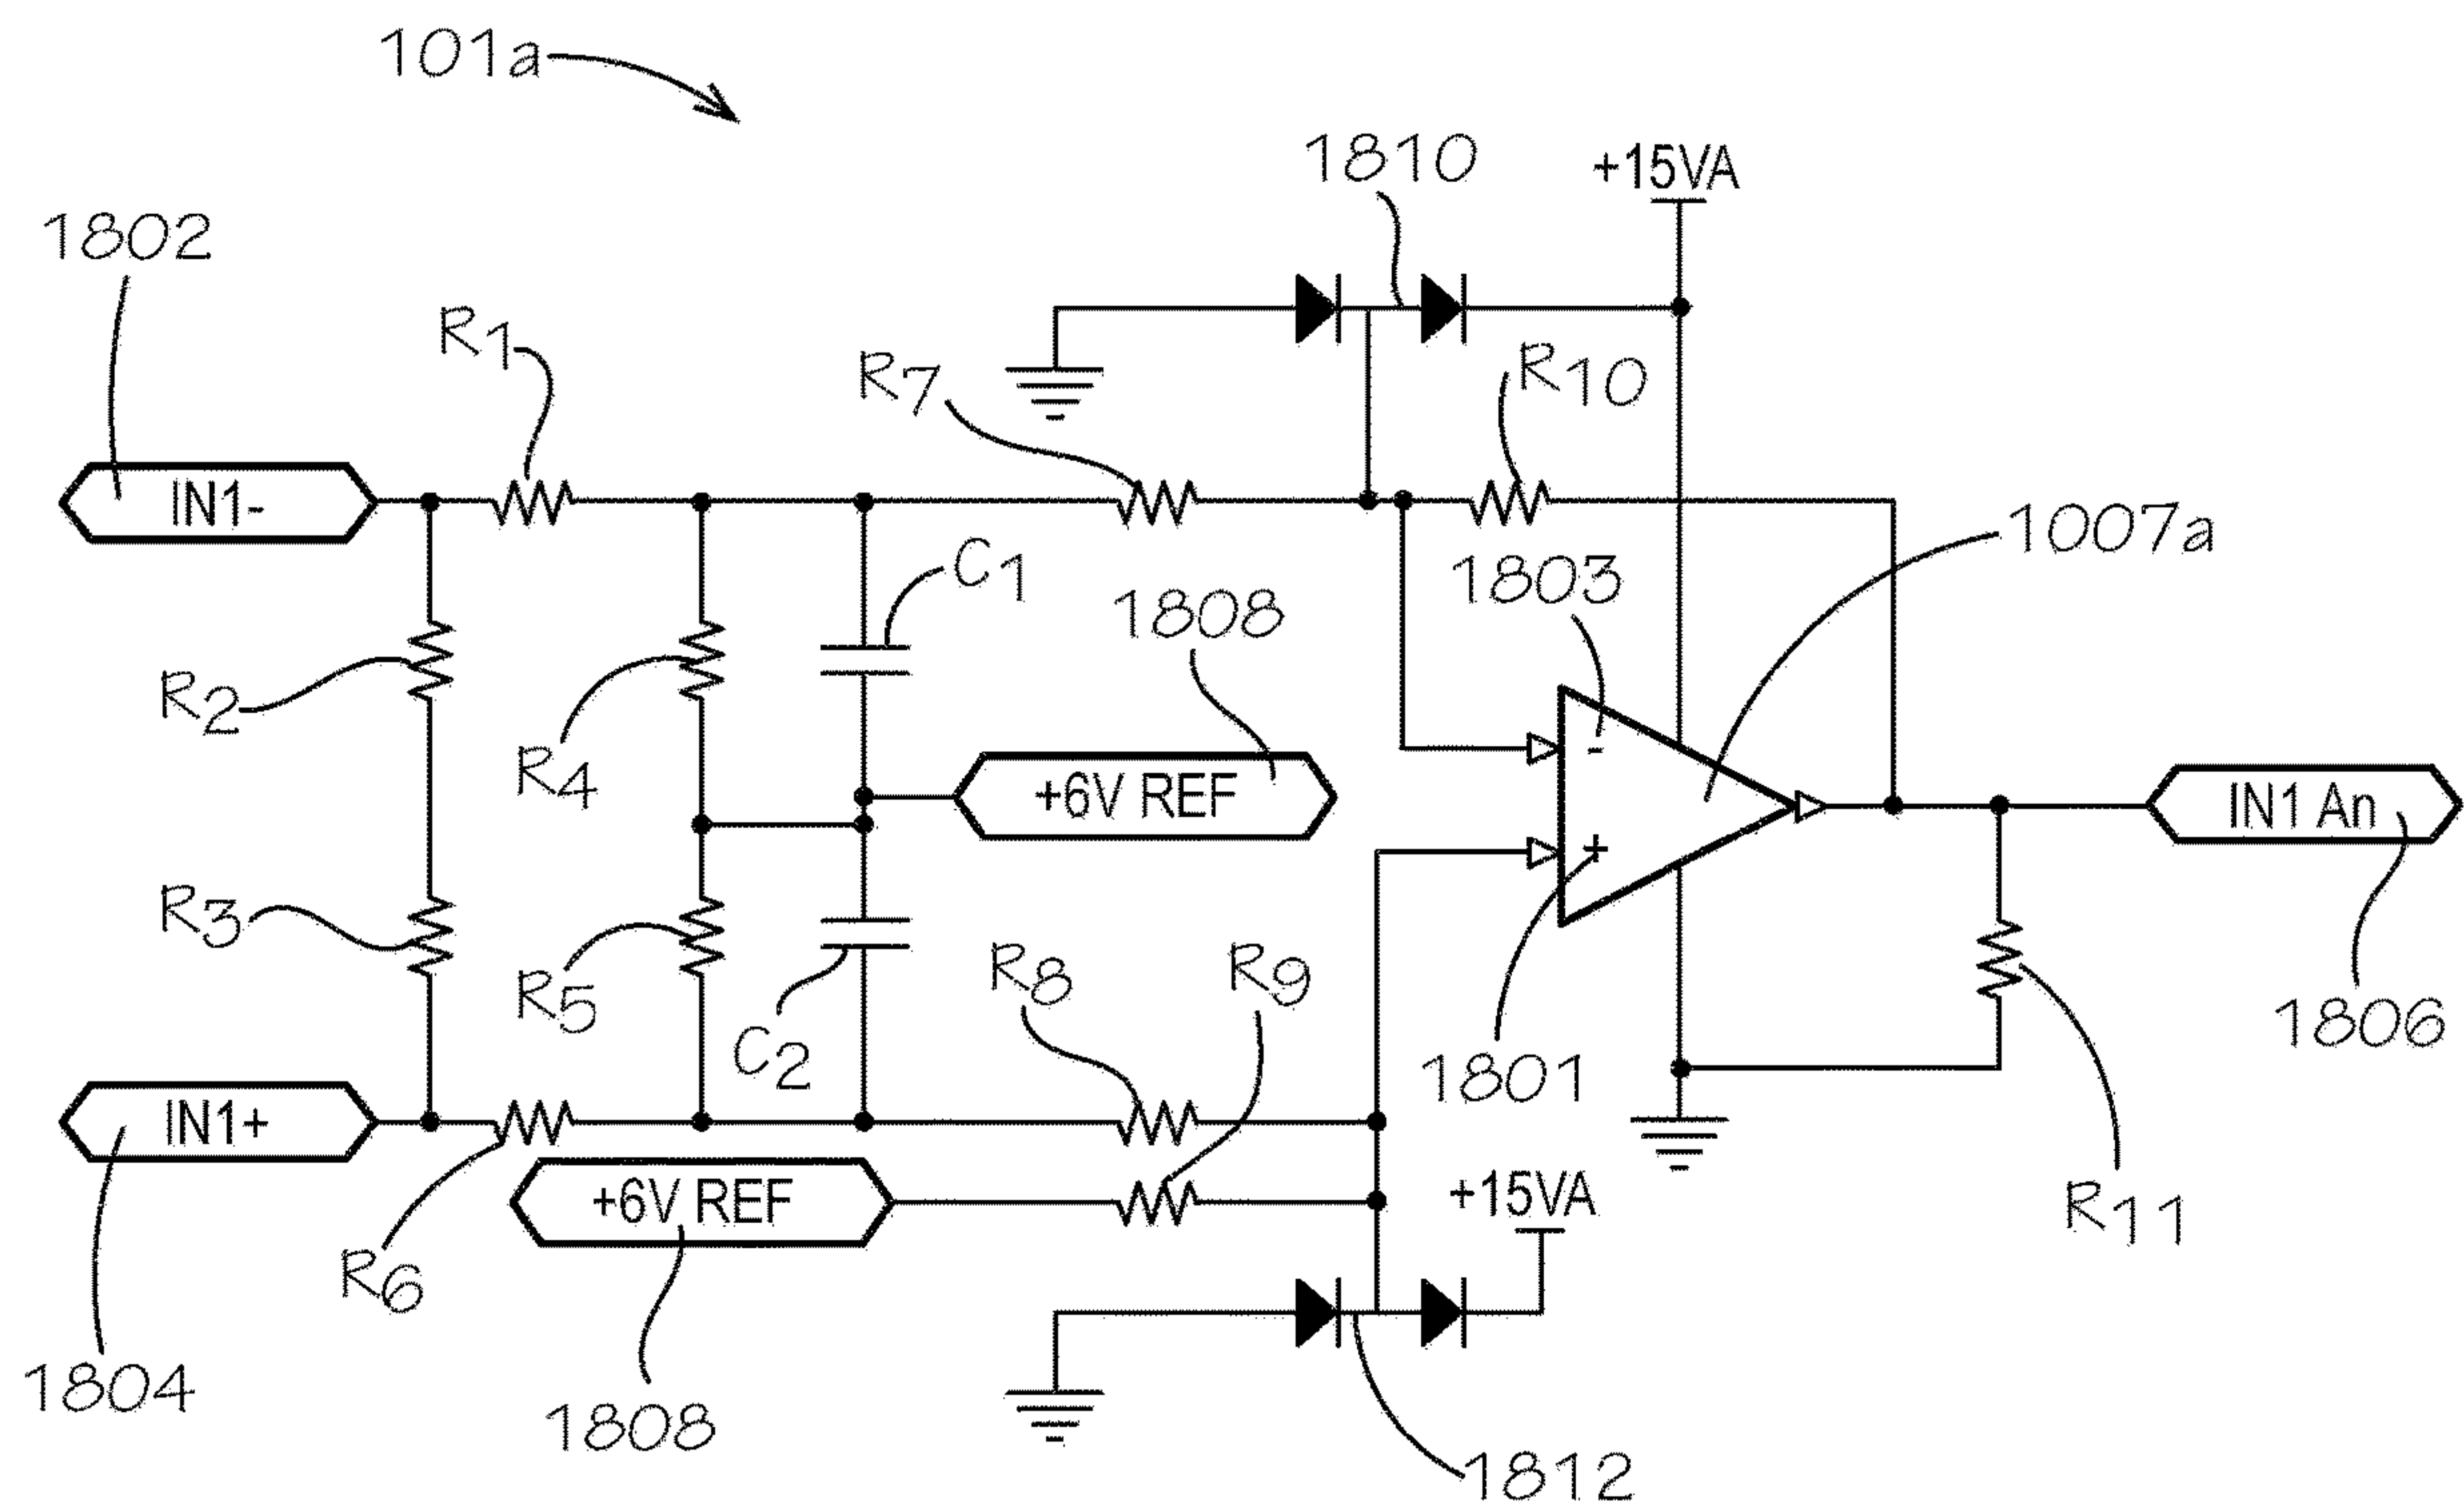 101a
1810
+15VA
1802
R1
R7
R10
IN1-
1007a
C1
1803
1808
R2
R4
+6V REF
-
IN1 An
+
R3
R5
R8
R9
C2
1801
1806
IN1+
+6V REF
+15VA
R11
R6
1804
1808
1812